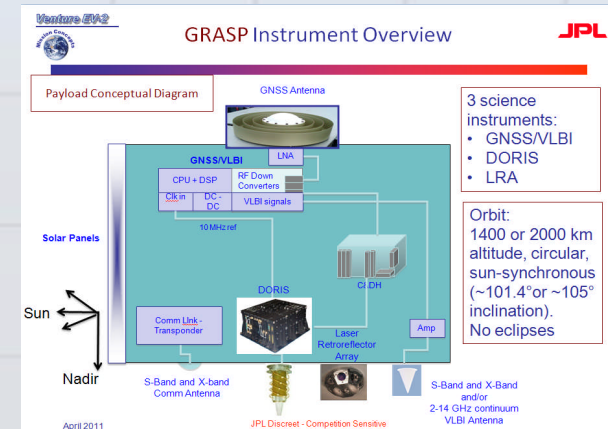 Venture EV-2
Mission Concepts
GRASP Instrument Overview
JPL
Payload Conceptual Diagram
GNSS Antenna
3 science
instruments:
• GNSS/VLBI
• DORIS
• LRA
LNA
GNSS/VLBI
CPU + DSP
RF Down
Converters
Clk in
DC -
DC
VLBI signals
10 MHz ref
Solar Panels
Orbit:
1400 or 2000 km
altitude, circular,
sun-synchronous
(~101.4°or ~105°
inclination).
No eclipses
C&DH
DORIS
Sun
Comm LInk -
Transponder
Laser
Retroreflector
Array
Amp
Nadir
S-Band and X-band
Comm Antenna
S-Band and X-Band
and/or
2-14 GHz continuum
VLBI Antenna
April 2011
JPL Discreet - Competition Sensitive